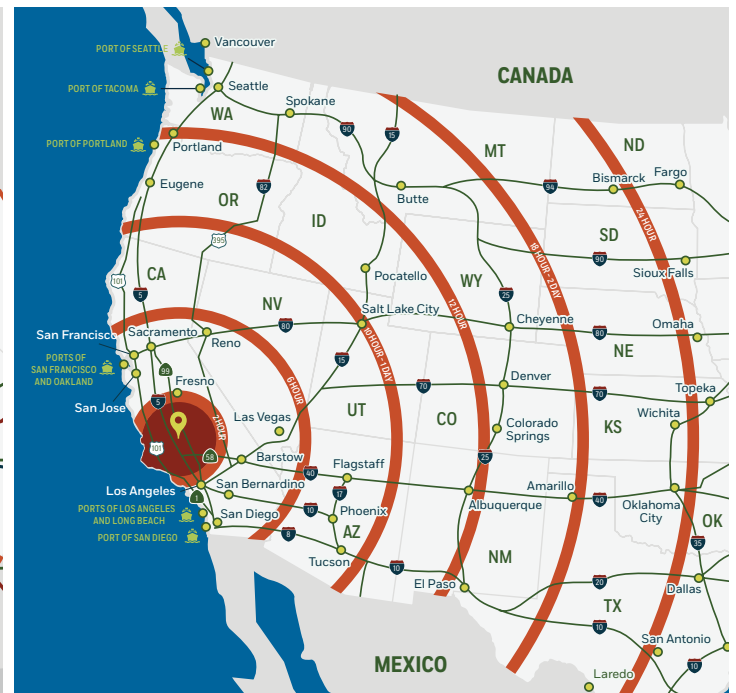 PORT OF SEATTLE
Vancouver
CANADA
PORT OF TACOMA
Seattle
Spokane
WA
90
15
MT
ND
PORT OF PORTLAND
Portland
Eugene
82
OR
ID
Butte
94
Bismarck
Fargo
395
SD
24 HOUR
90
Sioux Falls
18 HOUR - 2 DAY
101
CA
5
NV
Pocatello
WY
25
12 HOUR
Salt Lake City
Cheyenne
80
Omaha
San Francisco
Sacramento
Reno
80
10 HOUR - 1 DAY
NE
PORTS OF
SAN FRANCISCO
AND OAKLAND
99
Fresno
15
6 HOUR
Denver
70
70
Topeka
San Jose
5
2 HOUR
Las Vegas
UT
CO
Colorado
Springs
KS
Wichita
101
58
Barstow
40
Flagstaff
25
Los Angeles
1
San Bernardino
17
Albuquerque
Amarillo
40
Oklahoma
City
PORTS OF LOS ANGELES
AND LONG BEACH
San Diego
10
Phoenix
AZ
OK
PORT OF SAN DIEGO
8
35
Tucson
10
NM
El Paso
20
Dallas
TX
10
San Antonio
10
MEXICO
Laredo